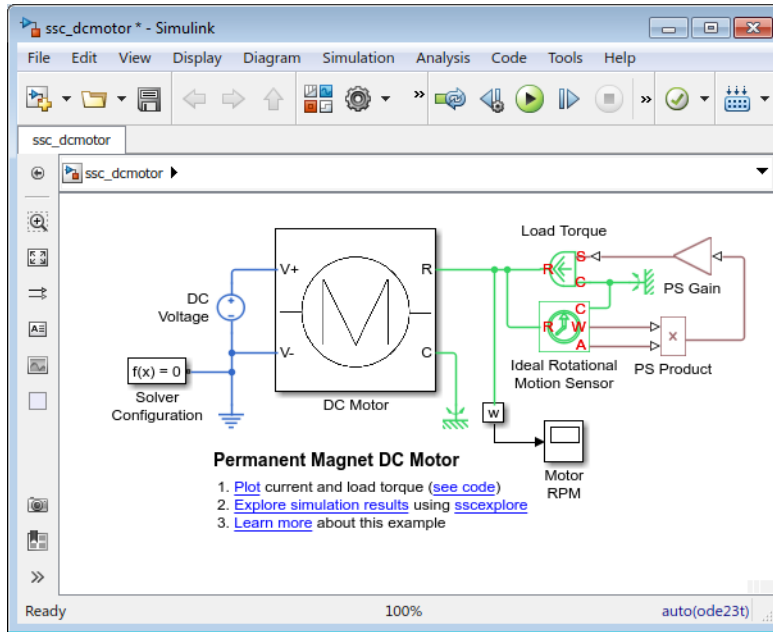 ssc_dcmotor * - Simulink
File Edit View Display Diagram Simulation Analysis Code Tools Help
»
»
ssc_dcmotor
ssc_dcmotor
Load Torque
S
R
C
PS Gain
V+
R
DC
Voltage
C
R
W
A
×
V-
C
f(x) = 0
Ideal Rotational
Motion Sensor
PS Product
Solver
Configuration
DC Motor
w
Permanent Magnet DC Motor
Motor
RPM
1. Plot current and load torque (see code)
2. Explore simulation results using sscexplore
3. Learn more about this example
Ready 100% auto(ode23t)